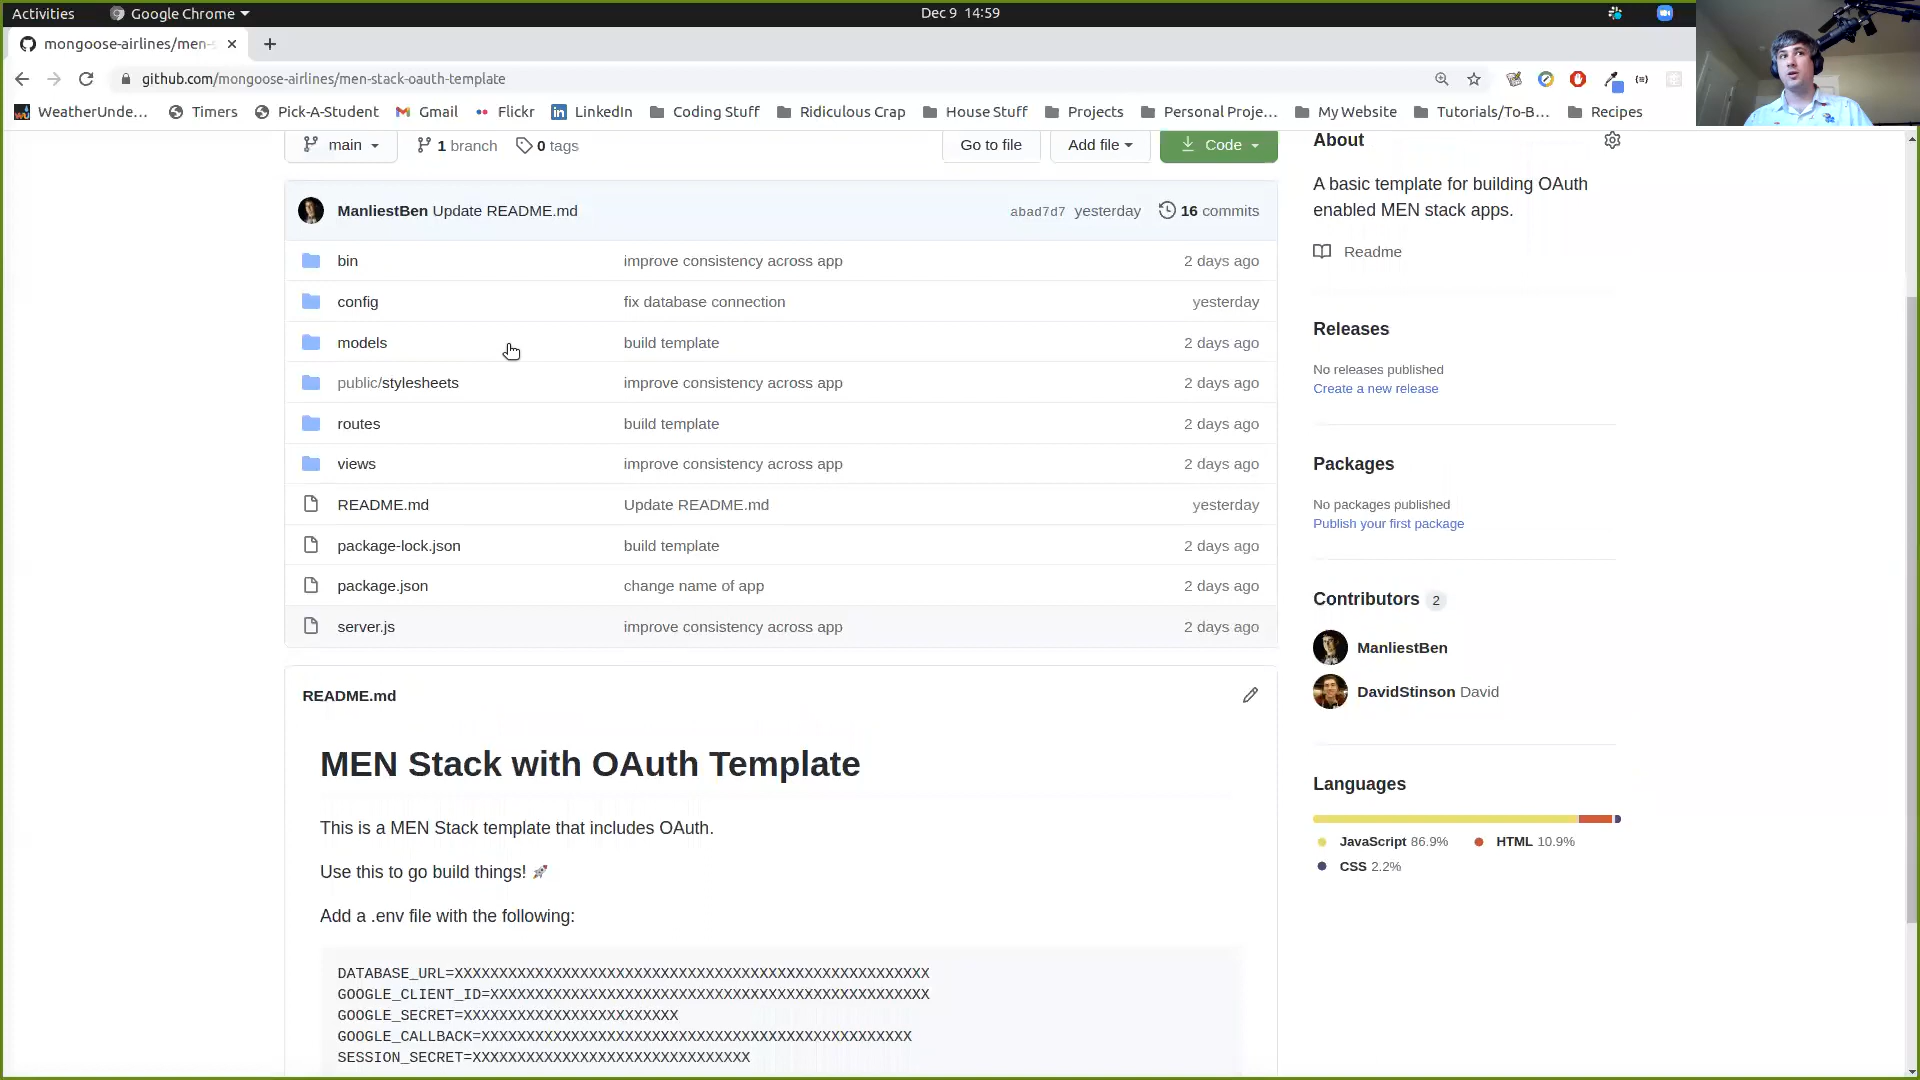 Activities
Google Chrome
Dec 9 14:59
mongoose-airlines/men-s
github.com/mongoose-airlines/men-stack-oauth-template
WeatherUnde...
Timers
Pick-A-Student
Gmail
Flickr
LinkedIn
Coding Stuff
Ridiculous Crap
House Stuff
Projects
Personal Proje...
My Website
Tutorials/To-B...
Recipes
main
1 branch
0 tags
Go to file
Add file
Code
ManliestBen Update README.md
abad7d7 yesterday
16 commits
bin improve consistency across app 2 days ago
config fix database connection yesterday
models build template 2 days ago
public/stylesheets improve consistency across app 2 days ago
routes build template 2 days ago
views improve consistency across app 2 days ago
README.md Update README.md yesterday
package-lock.json build template 2 days ago
package.json change name of app 2 days ago
server.js improve consistency across app 2 days ago
README.md
MEN Stack with OAuth Template
This is a MEN Stack template that includes OAuth.
Use this to go build things! 🚀
Add a .env file with the following:
DATABASE_URL=XXXXXXXXXXXXXXXXXXXXXXXXXXXXXXXXXXXXXXXXXXXXXXXXXXXXX
GOOGLE_CLIENT_ID=XXXXXXXXXXXXXXXXXXXXXXXXXXXXXXXXXXXXXXXXXXXXXXXXX
GOOGLE_SECRET=XXXXXXXXXXXXXXXXXXXXXXXX
GOOGLE_CALLBACK=XXXXXXXXXXXXXXXXXXXXXXXXXXXXXXXXXXXXXXXXXXXXXXXX
SESSION_SECRET=XXXXXXXXXXXXXXXXXXXXXXXXXXXXXXX
About
A basic template for building OAuth
enabled MEN stack apps.
Readme
Releases
No releases published
Create a new release
Packages
No packages published
Publish your first package
Contributors 2
ManliestBen
DavidStinson David
Languages
JavaScript 86.9%
HTML 10.9%
CSS 2.2%